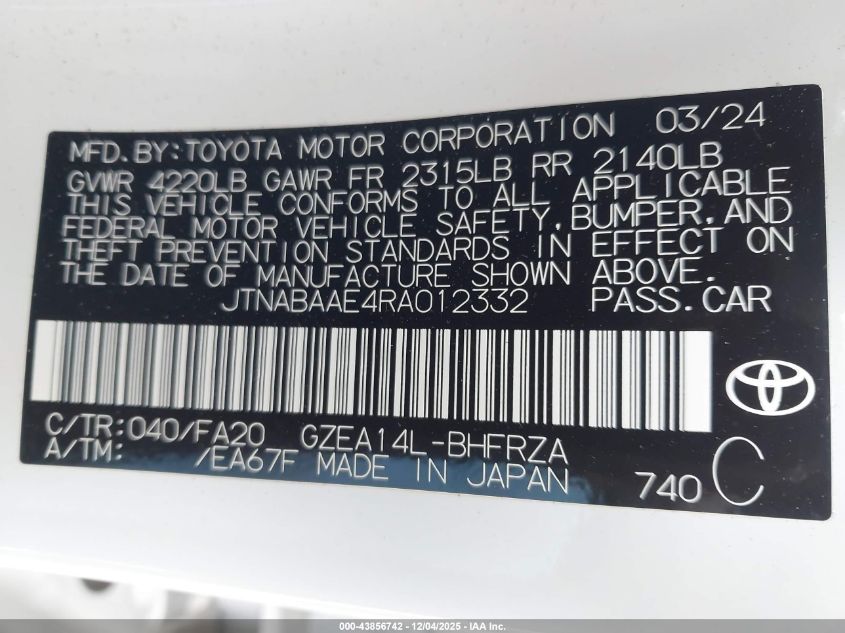 MFD.BY:TOYOTA MOTOR CORPORATION 03/24
GVWR 4220LB GAWR FR 2315LB RR 2140LB
THIS VEHICLE CONFORMS TO ALL APPLICABLE
FEDERAL MOTOR VEHICLE SAFETY,BUMPER,AND
THEFT PREVENTION STANDARDS IN EFFECT ON
THE DATE OF MANUFACTURE SHOWN ABOVE.
JTNABAAE4RA012332 PASS.CAR
C/TR:040/FA20 GZEA14L-BHFRZA
A/TM: /EA67F MADE IN JAPAN 740 C
000-43856742 - 12/04/2025 - IAA Inc.